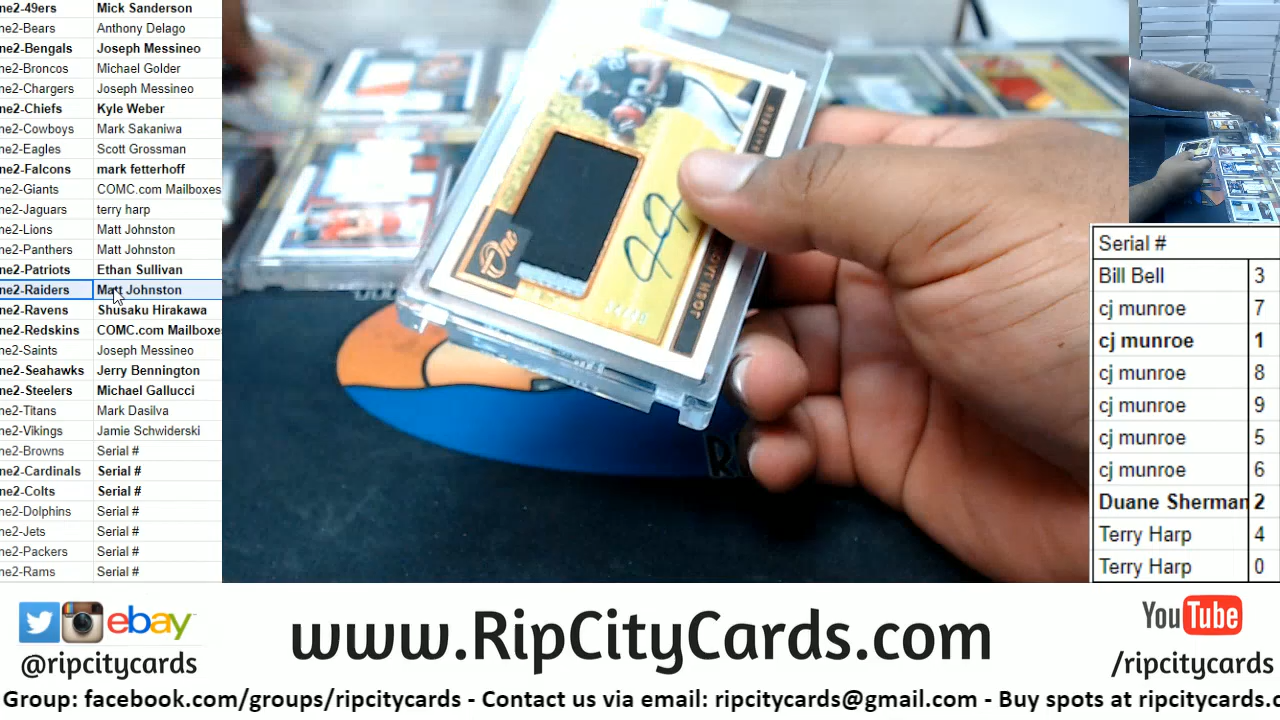 ne2-49ers Mick Sanderson
ne2-Bears Anthony Delago
ne2-Bengals Joseph Messineo
ne2-Broncos Michael Golder
ne2-Chargers Joseph Messineo
ne2-Chiefs Kyle Weber
ne2-Cowboys Mark Sakaniwa
ne2-Eagles Scott Grossman
ne2-Falcons mark fetterhoff
ne2-Giants COMC.com Mailboxes
ne2-Jaguars terry harp
ne2-Lions Matt Johnston
ne2-Panthers Matt Johnston
ne2-Patriots Ethan Sullivan
ne2-Raiders Matt Johnston
ne2-Ravens Shusaku Hirakawa
ne2-Redskins COMC.com Mailboxes
ne2-Saints Joseph Messineo
ne2-Seahawks Jerry Bennington
ne2-Steelers Michael Gallucci
ne2-Titans Mark Dasilva
ne2-Vikings Jamie Schwiderski
ne2-Browns Serial #
ne2-Cardinals Serial #
ne2-Colts Serial #
ne2-Dolphins Serial #
ne2-Jets Serial #
ne2-Packers Serial #
ne2-Rams Serial #
One
JOSH
RAIDERS
Serial #
Bill Bell 3
cj munroe 7
cj munroe 1
cj munroe 8
cj munroe 9
cj munroe 5
cj munroe 6
Duane Sherman 2
Terry Harp 4
Terry Harp 0
ebay
@ripcitycards
www.RipCityCards.com
YouTube
/ripcitycards
Group: facebook.com/groups/ripcitycards - Contact us via email: ripcitycards@gmail.com - Buy spots at ripcitycards.c